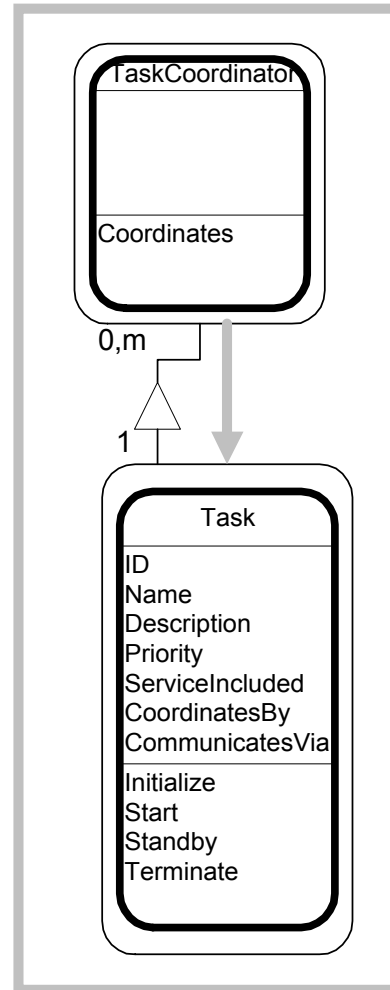 TaskCoordinator
Coordinates
0,m
1
Task
ID
Name
Description
Priority
ServiceIncluded
CoordinatesBy
CommunicatesVia
Initialize
Start
Standby
Terminate